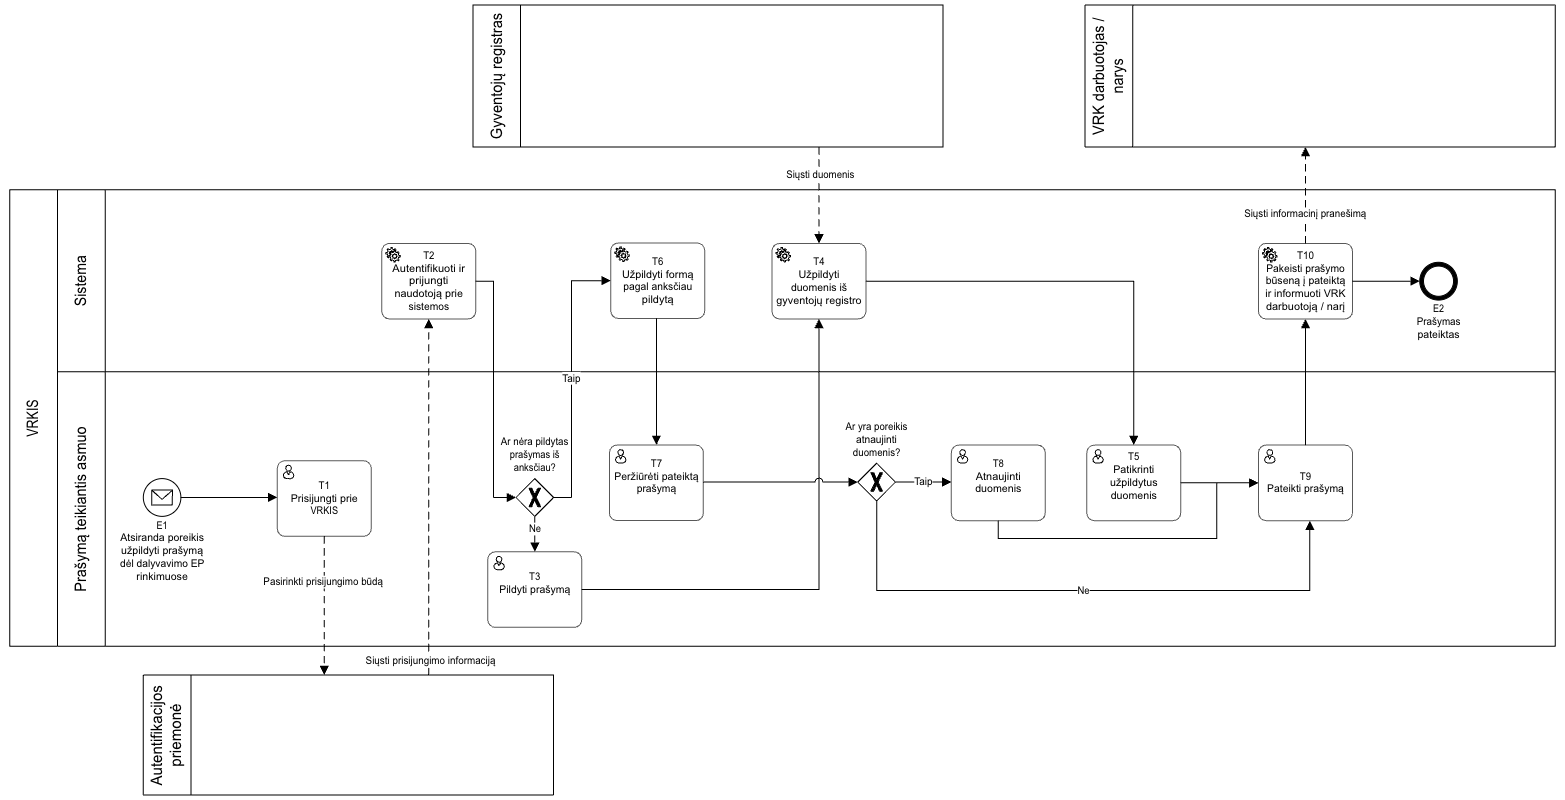 Gyventojų registras
VRK darbuotojas /
narys
Siųsti duomenis
Siųsti informacinį pranešimą
VRKIS
Sistema
T2
Autentifikuoti ir
prijungti
naudotoją prie
sistemos
T6
Užpildyti formą
pagal anksčiau
pildytą
T4
Užpildyti
duomenis iš
gyventojų registro
T10
Pakeisti prašymo
būseną į pateiktą
ir informuoti VRK
darbuotoją / narį
E2
Prašymas
pateiktas
Taip
Prašymą teikiantis asmuo
E1
Atsiranda poreikis
užpildyti prašymą
dėl dalyvavimo EP
rinkimuose
T1
Prisijungti prie
VRKIS
Ar nėra pildytas
prašymas iš
anksčiau?
Ne
T3
Pildyti prašymą
T7
Peržiūrėti pateiktą
prašymą
Ar yra poreikis
atnaujinti
duomenis?
Taip
T8
Atnaujinti
duomenis
T5
Patikrinti
užpildytus
duomenis
T9
Pateikti prašymą
Ne
Pasirinkti prisijungimo būdą
Siųsti prisijungimo informaciją
Autentifikacijos
priemonė